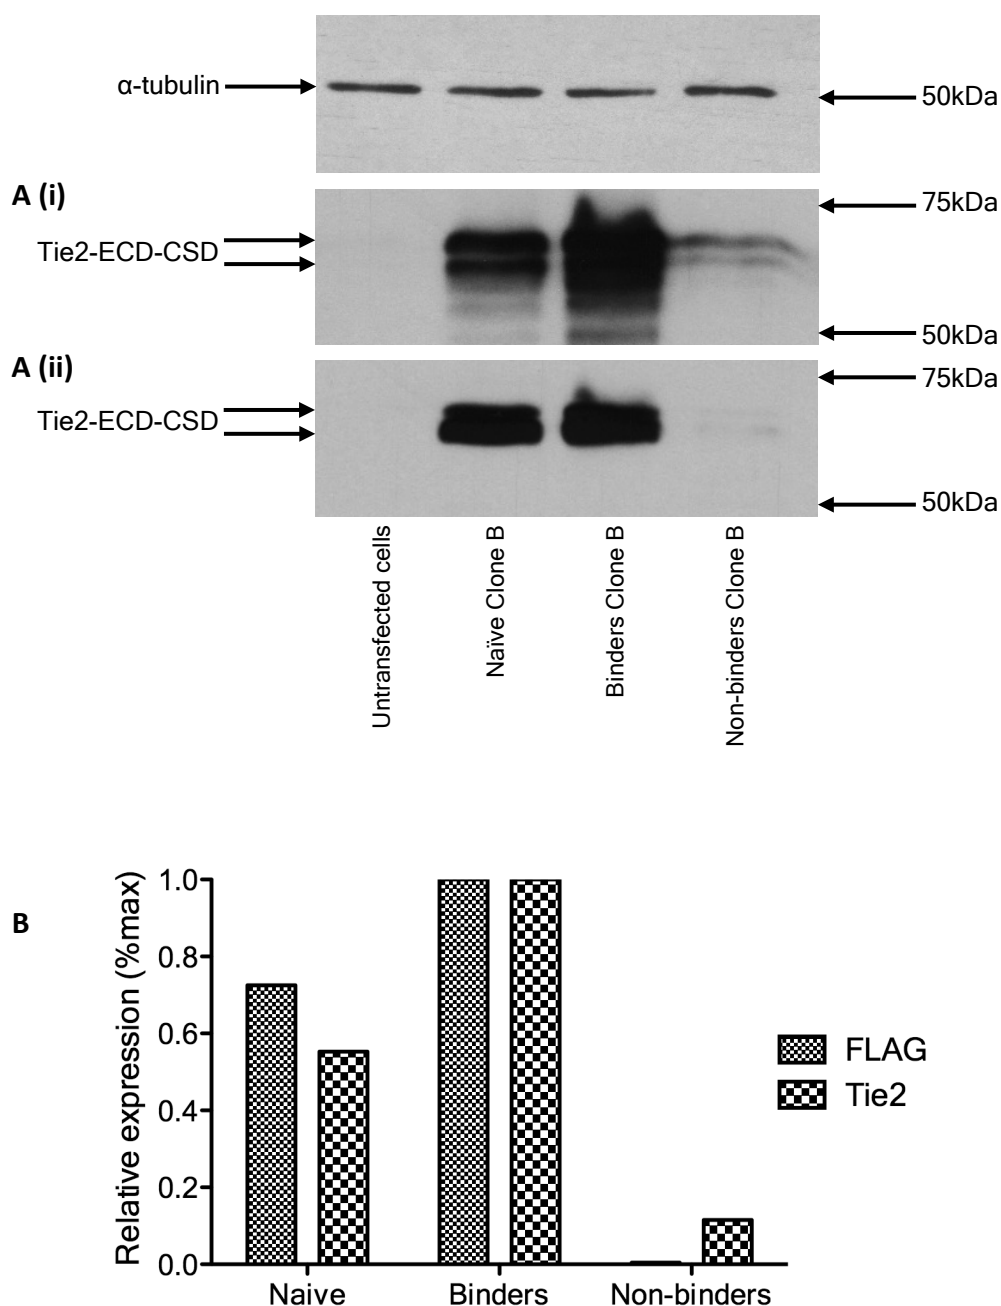 α-tubulin
50kDa
A (i)
75kDa
Tie2-ECD-CSD
50kDa
A (ii)
75kDa
Tie2-ECD-CSD
50kDa
Untransfected cells
Naïve Clone B
Binders Clone B
Non-binders Clone B
B
Relative expression (%max)
1.0
0.8
0.6
0.4
0.2
0.0
FLAG
Tie2
Naive Binders Non-binders